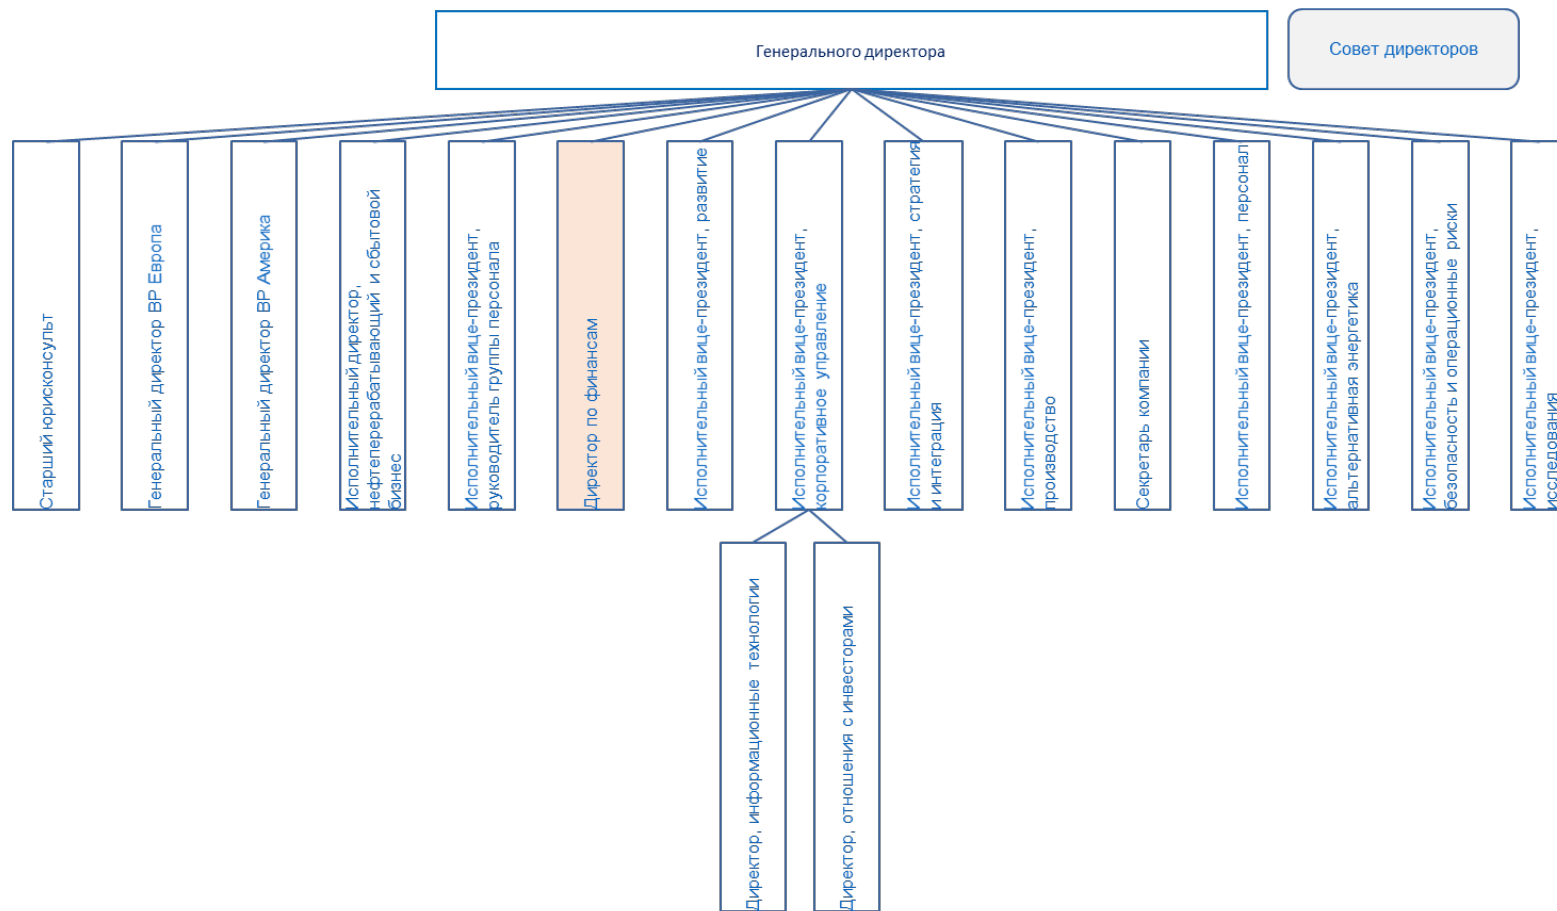 Генерального директора
Совет директоров
Старший юрисконсульт
Генеральный директор BP Европа
Генеральный директор BP Америка
Исполнительный директор,
нефтеперерабатывающий и сбытовой
бизнес
Исполнительный вице-президент,
руководитель группы персонала
Директор по финансам
Исполнительный вице-президент, развитие
Исполнительный вице-президент,
корпоративное управление
Исполнительный вице-президент, стратегия
и интеграция
Исполнительный вице-президент,
производство
Секретарь компании
Исполнительный вице-президент, персонал
Исполнительный вице-президент,
альтернативная энергетика
Исполнительный вице-президент,
безопасность и операционные риски
Исполнительный вице-президент,
исследования
Директор, информационные технологии
Директор, отношения с инвесторами